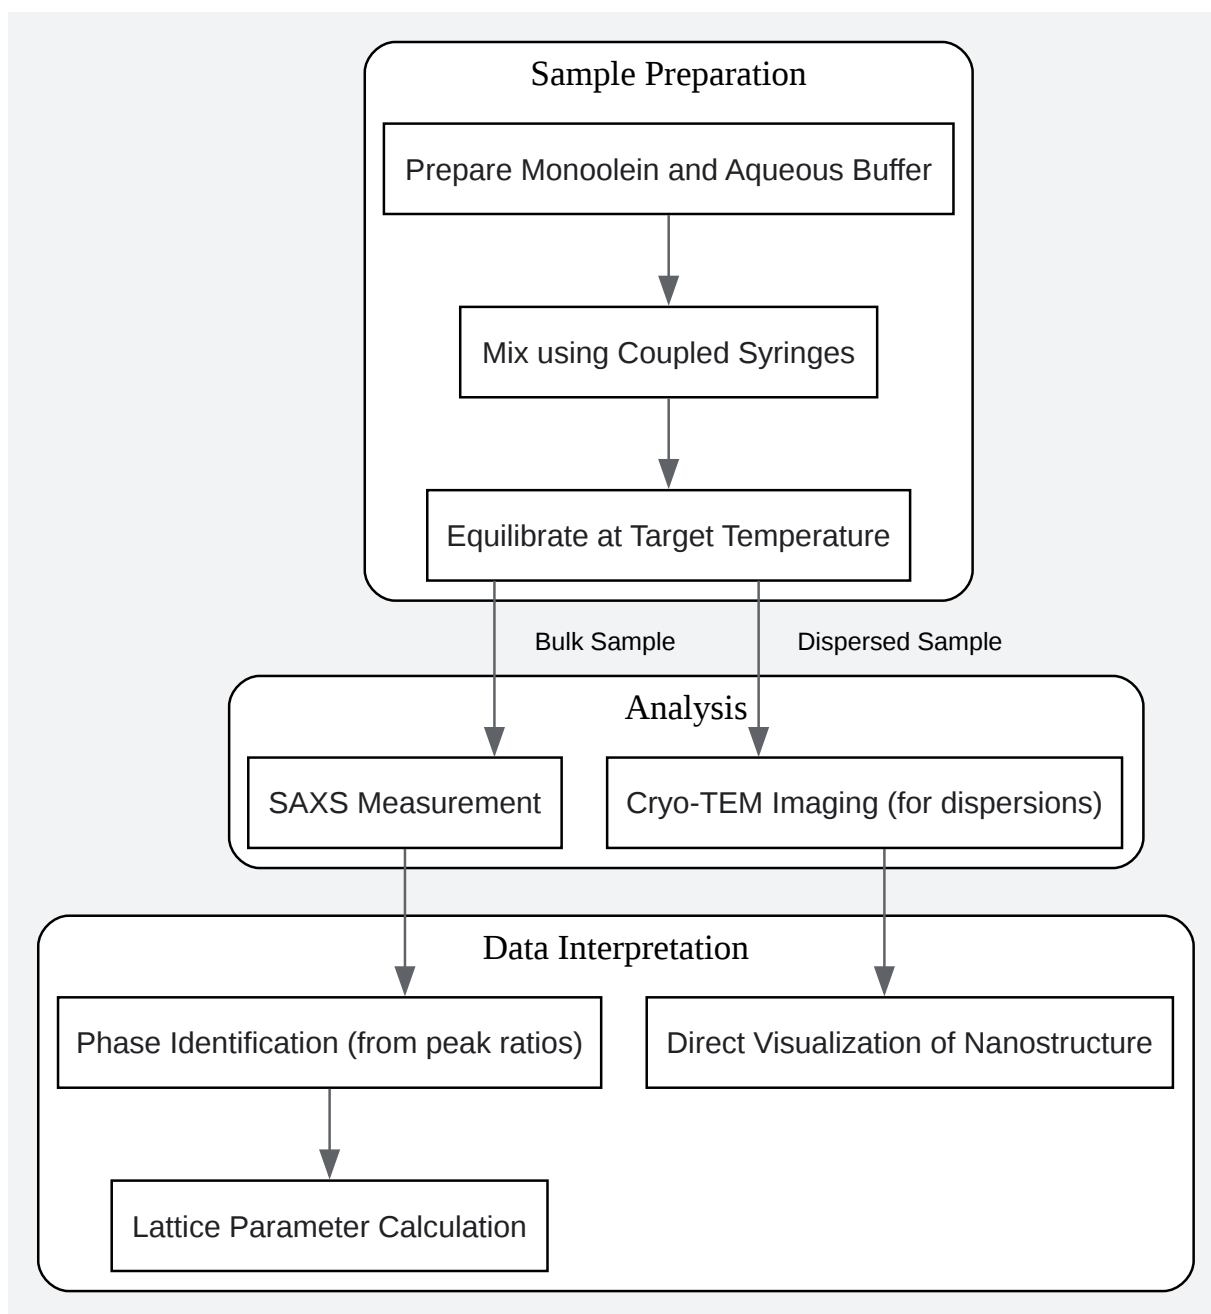 Sample Preparation
Prepare Monoolein and Aqueous Buffer
Mix using Coupled Syringes
Equilibrate at Target Temperature
Bulk Sample
Dispersed Sample
Analysis
SAXS Measurement
Cryo-TEM Imaging (for dispersions)
Data Interpretation
Phase Identification (from peak ratios)
Direct Visualization of Nanostructure
Lattice Parameter Calculation